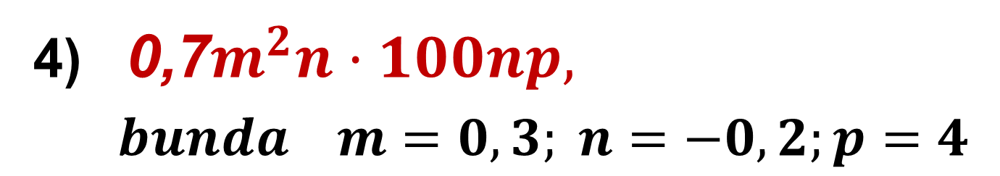 4) 0,7m²n · 100np,
bunda m = 0,3; n = −0,2; p = 4